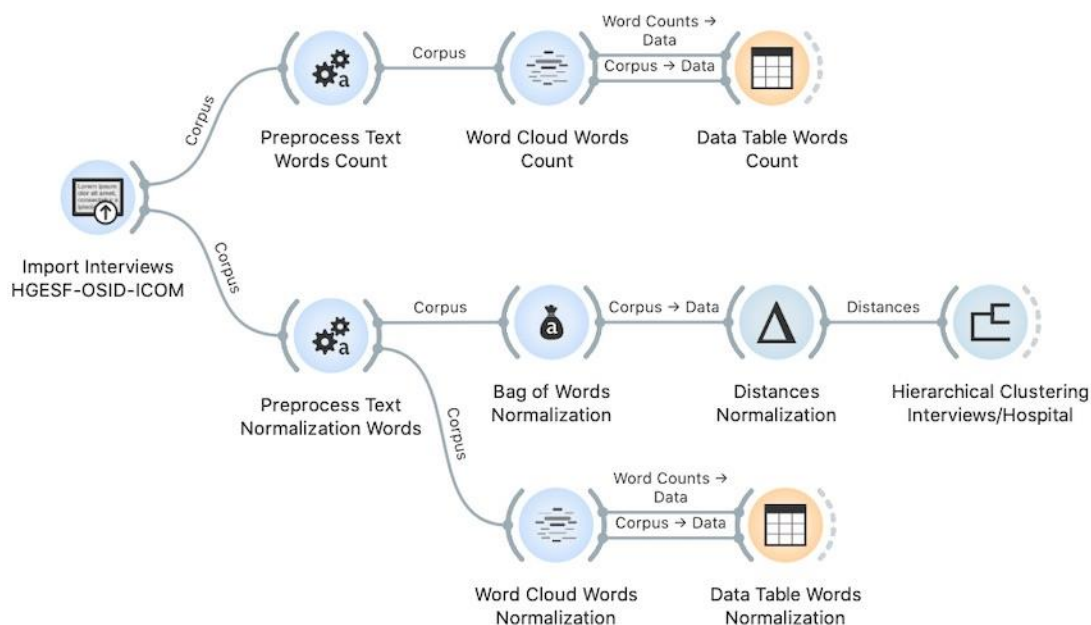 Word Counts →
Data
Corpus
Corpus → Data
Corpus
Preprocess Text
Words Count
Word Cloud Words
Count
Data Table Words
Count
Import Interviews
HGESF-OSID-ICOM
Corpus
Corpus
Corpus → Data
Distances
Preprocess Text
Normalization Words
Bag of Words
Normalization
Distances
Normalization
Hierarchical Clustering
Interviews/Hospital
Corpus
Word Counts →
Data
Corpus → Data
Word Cloud Words
Normalization
Data Table Words
Normalization